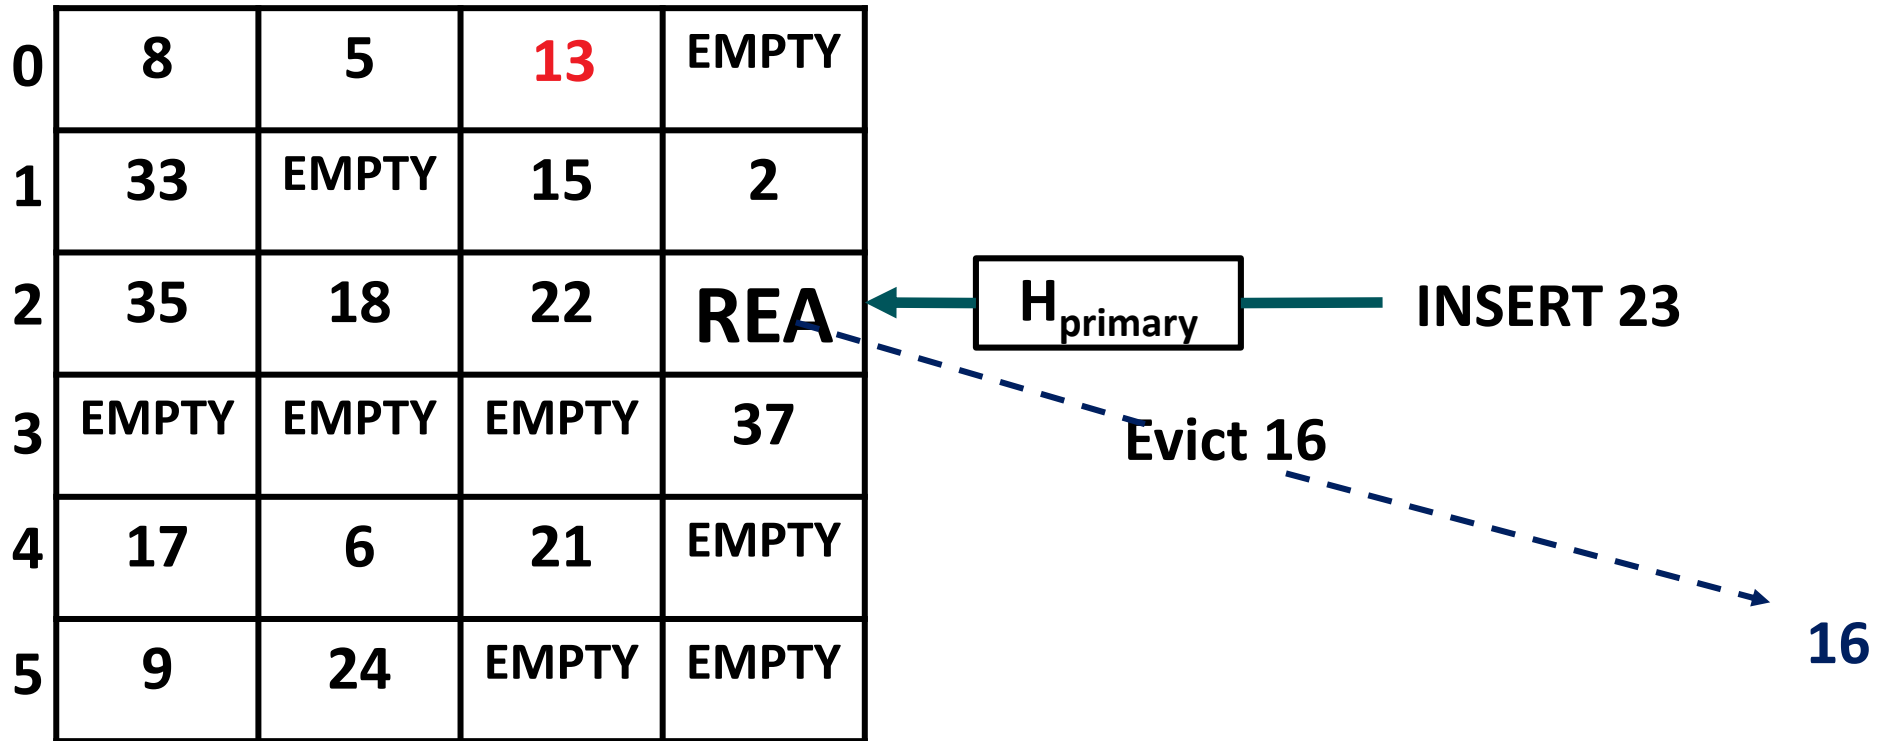 0 8 5 13 EMPTY
1 33 EMPTY 15 2
2 35 18 22 REA
H primary
INSERT 23
3 EMPTY EMPTY EMPTY 37
Evict 16
4 17 6 21 EMPTY
5 9 24 EMPTY EMPTY
16